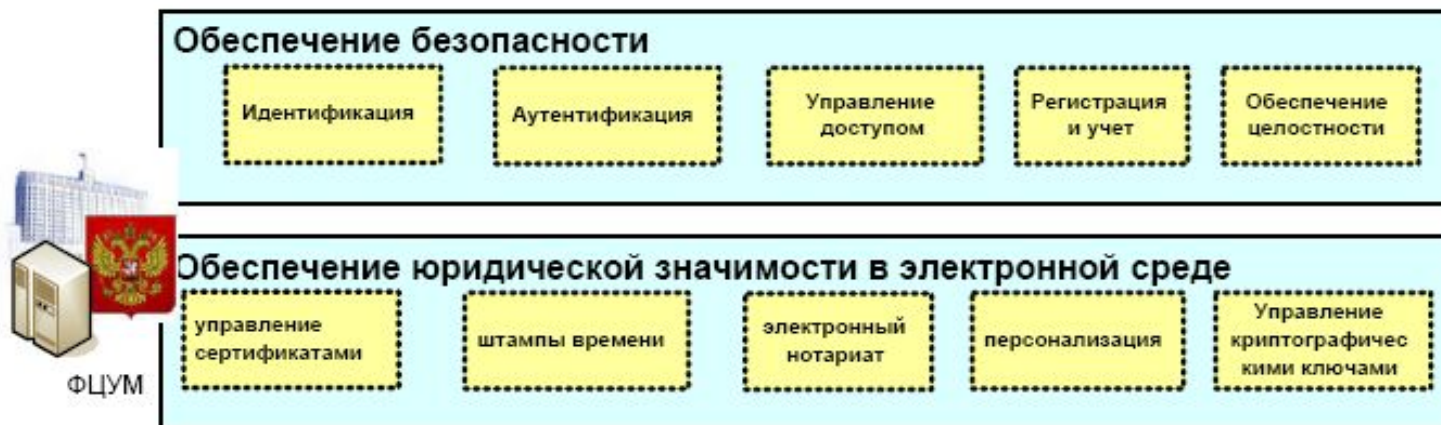 Обеспечение безопасности
Идентификация
Аутентификация
Управление
доступом
Регистрация
и учет
Обеспечение
целостности
Обеспечение юридической значимости в электронной среде
управление
сертификатами
штампы времени
электронный
нотариат
персонализация
Управление
криптографичес
кими ключами
ФЦУМ